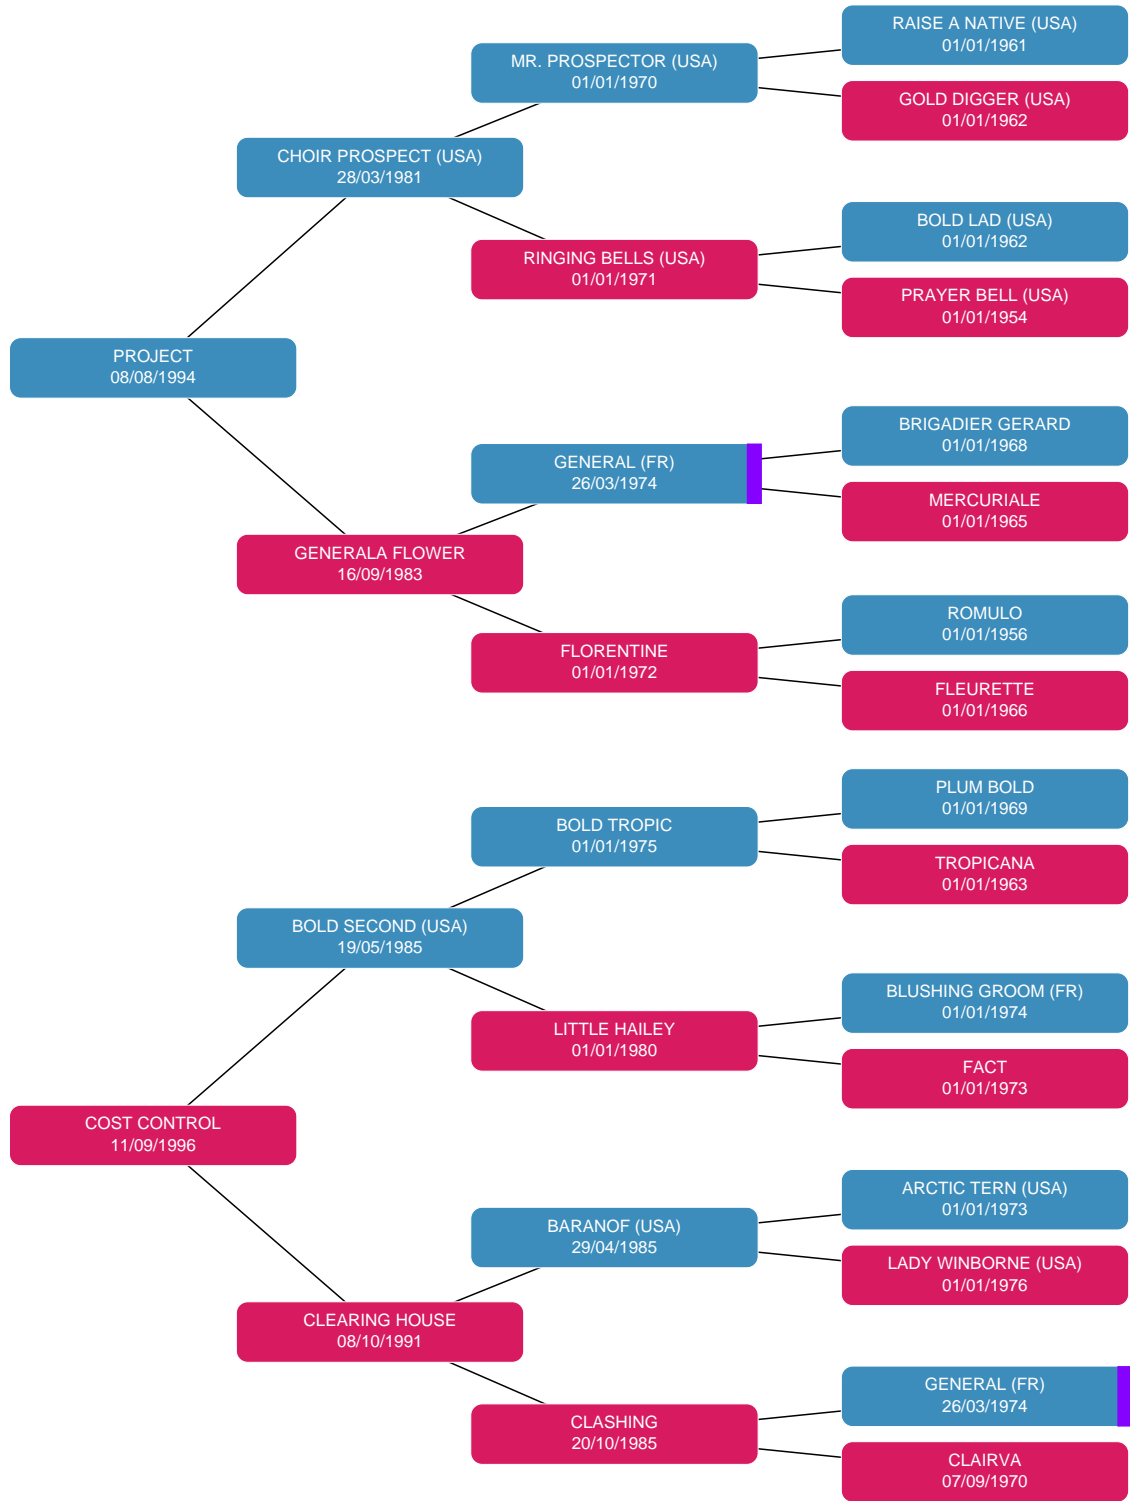 RAISE A NATIVE (USA)
01/01/1961
MR. PROSPECTOR (USA)
01/01/1970
GOLD DIGGER (USA)
01/01/1962
CHOIR PROSPECT (USA)
28/03/1981
BOLD LAD (USA)
01/01/1962
RINGING BELLS (USA)
01/01/1971
PRAYER BELL (USA)
01/01/1954
PROJECT
08/08/1994
BRIGADIER GERARD
01/01/1968
GENERAL (FR)
26/03/1974
MERCURIALE
01/01/1965
GENERALA FLOWER
16/09/1983
ROMULO
01/01/1956
FLORENTINE
01/01/1972
FLEURETTE
01/01/1966
PLUM BOLD
01/01/1969
BOLD TROPIC
01/01/1975
TROPICANA
01/01/1963
BOLD SECOND (USA)
19/05/1985
BLUSHING GROOM (FR)
01/01/1974
LITTLE HAILEY
01/01/1980
FACT
01/01/1973
COST CONTROL
11/09/1996
ARCTIC TERN (USA)
01/01/1973
BARANOF (USA)
29/04/1985
LADY WINBORNE (USA)
01/01/1976
CLEARING HOUSE
08/10/1991
GENERAL (FR)
26/03/1974
CLASHING
20/10/1985
CLAIRVA
07/09/1970